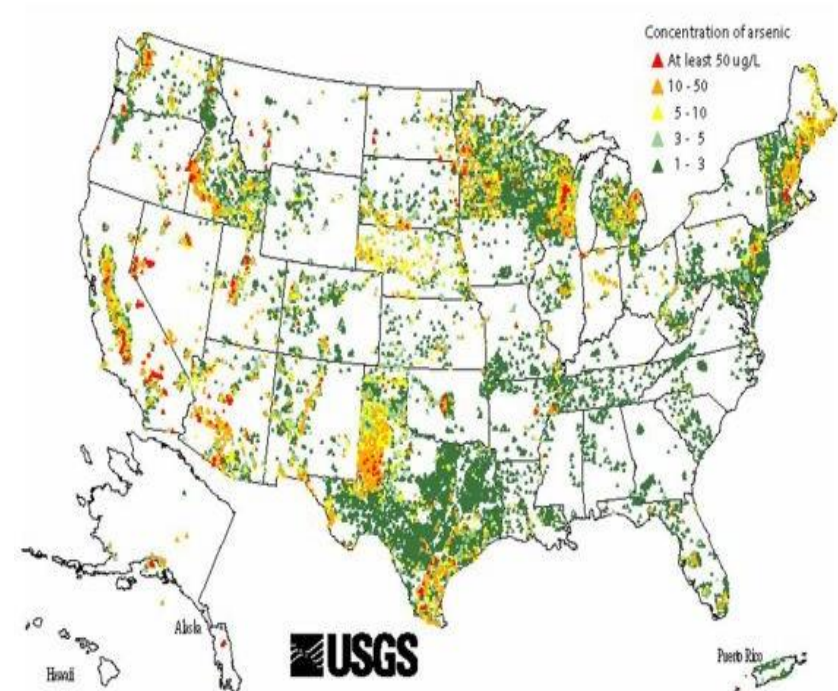 Concentration of arsenic
At least 50 ug/L
10 - 50
5 - 10
3 - 5
1 - 3
Alaska
Hawaii
USGS
Puerto Rico